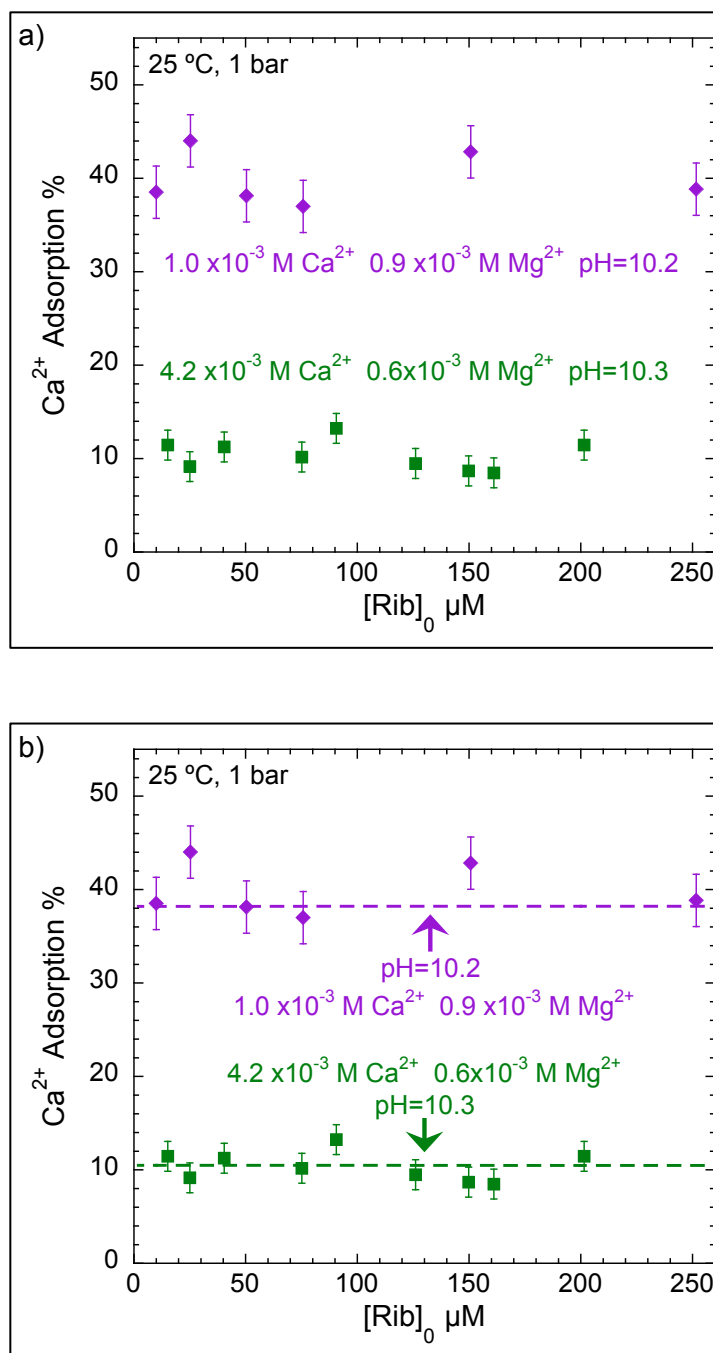 a)
25 ºC, 1 bar
50
40
30
20
10
0
Ca²⁺ Adsorption %
1.0 x10⁻³ M Ca²⁺ 0.9 x10⁻³ M Mg²⁺ pH=10.2
4.2 x10⁻³ M Ca²⁺ 0.6x10⁻³ M Mg²⁺ pH=10.3
0 50 100 150 200 250
[Rib]₀ µM
b)
25 ºC, 1 bar
50
40
30
20
10
0
Ca²⁺ Adsorption %
pH=10.2
1.0 x10⁻³ M Ca²⁺ 0.9 x10⁻³ M Mg²⁺
4.2 x10⁻³ M Ca²⁺ 0.6x10⁻³ M Mg²⁺
pH=10.3
0 50 100 150 200 250
[Rib]₀ µM